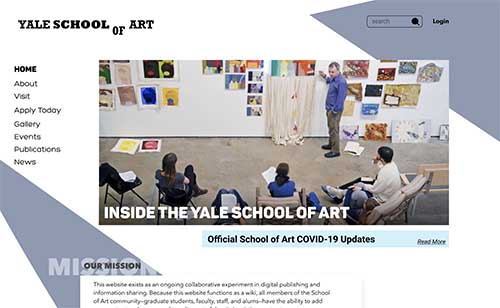 YALE SCHOOL OF ART
search
Login
HOME
About
Visit
Apply Today
Gallery
Events
Publications
News
INSIDE THE YALE SCHOOL OF ART
Official School of Art COVID-19 Updates
Read More
MISSION
OUR MISSION
This website exists as an ongoing collaborative experiment in digital publishing and
information sharing. Because this website functions as a wiki, all members of the School
of Art community–graduate students, faculty, staff, and alums–have the ability to add